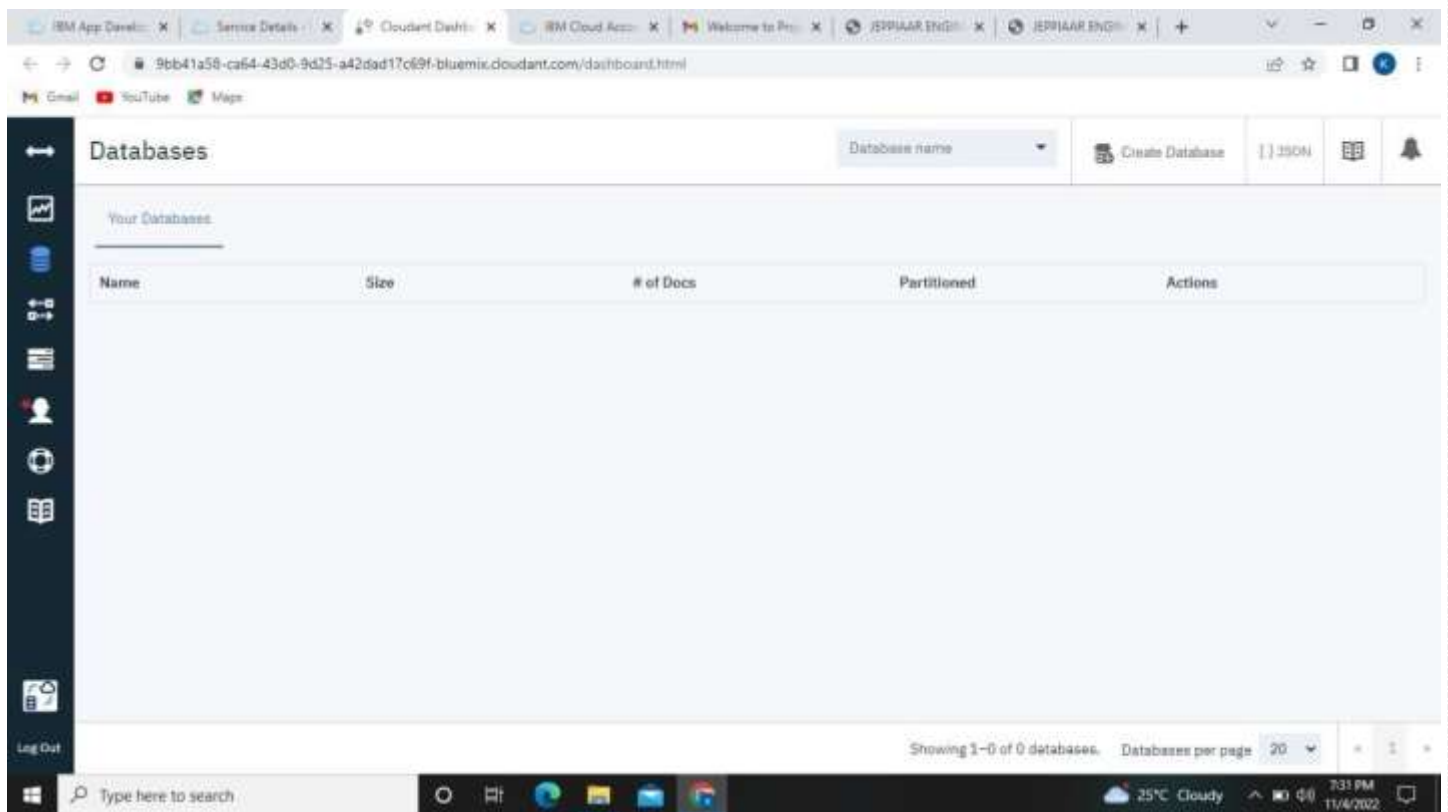 IBM App Develo
Service Details -
Cloudant Dashb
IBM Cloud Acco
Welcome to Pro
JEPPIAAR ENGIN
JEPPIAAR ENGIN
9bb41a58-ca64-43d0-9d25-a42dad17c69f-bluemix.cloudant.com/dashboard.html
K
Gmail YouTube Maps
Databases
Database name
Create Database
{ } JSON
Your Databases
Name Size # of Docs Partitioned Actions
Log Out
Showing 1–0 of 0 databases. Databases per page 20
« 1 »
Type here to search
25°C Cloudy
7:31 PM
11/4/2022